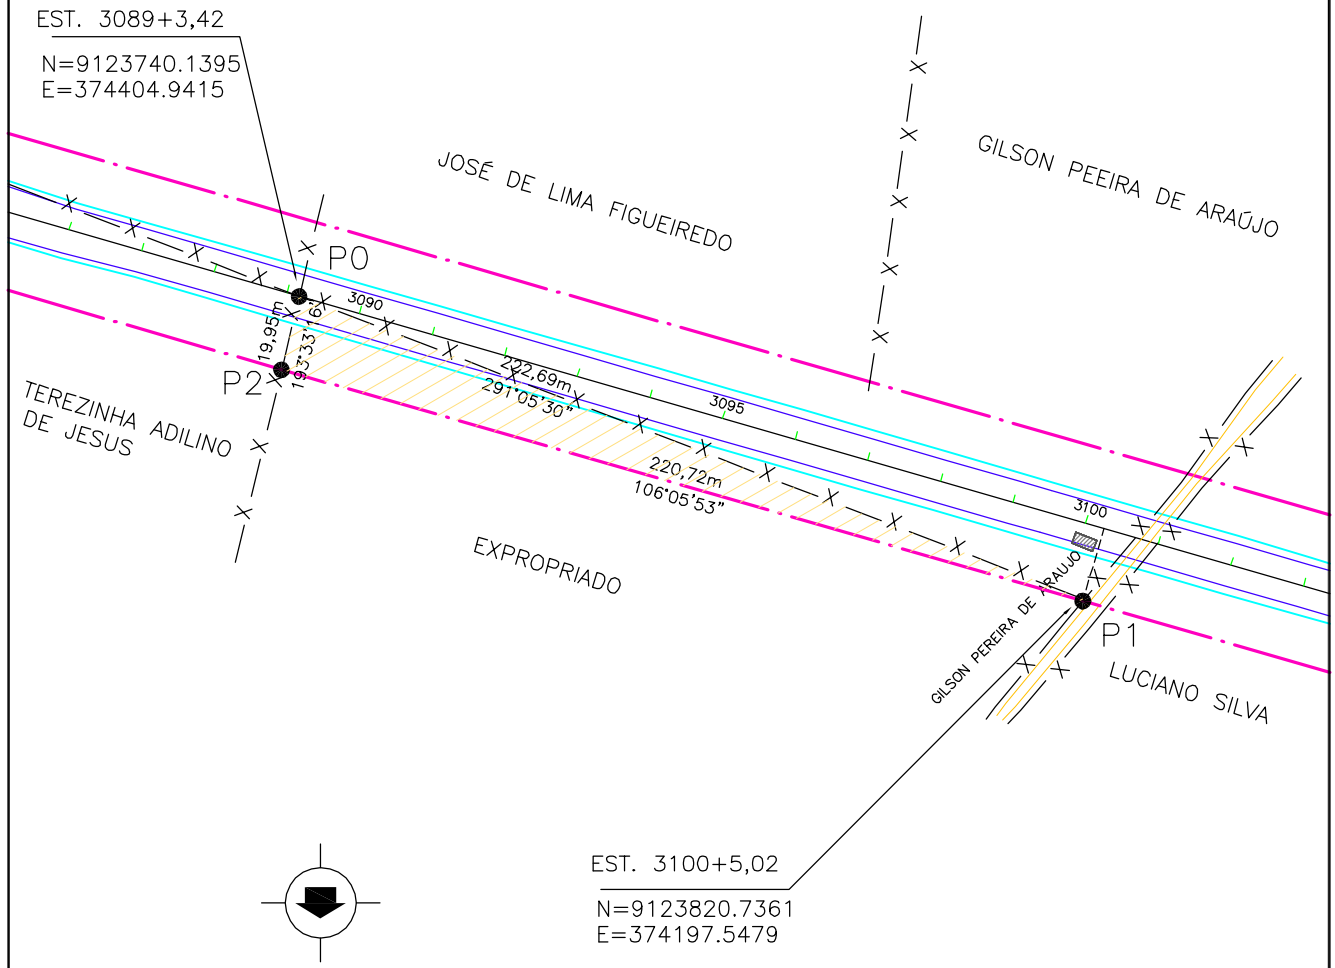 EST. 3089+3,42
N=9123740.1395
E=374404.9415
JOSÉ DE LIMA FIGUEIREDO
GILSON PEEIRA DE ARAÚJO
P0
3090
19,95m
193°33'16"
P2
222,69m
291°05'30"
3095
TEREZINHA ADILINO
DE JESUS
220,72m
106°05'53"
3100
EXPROPRIADO
GILSON PEREIRA DE ARAUJO
P1
LUCIANO SILVA
EST. 3100+5,02
N=9123820.7361
E=374197.5479